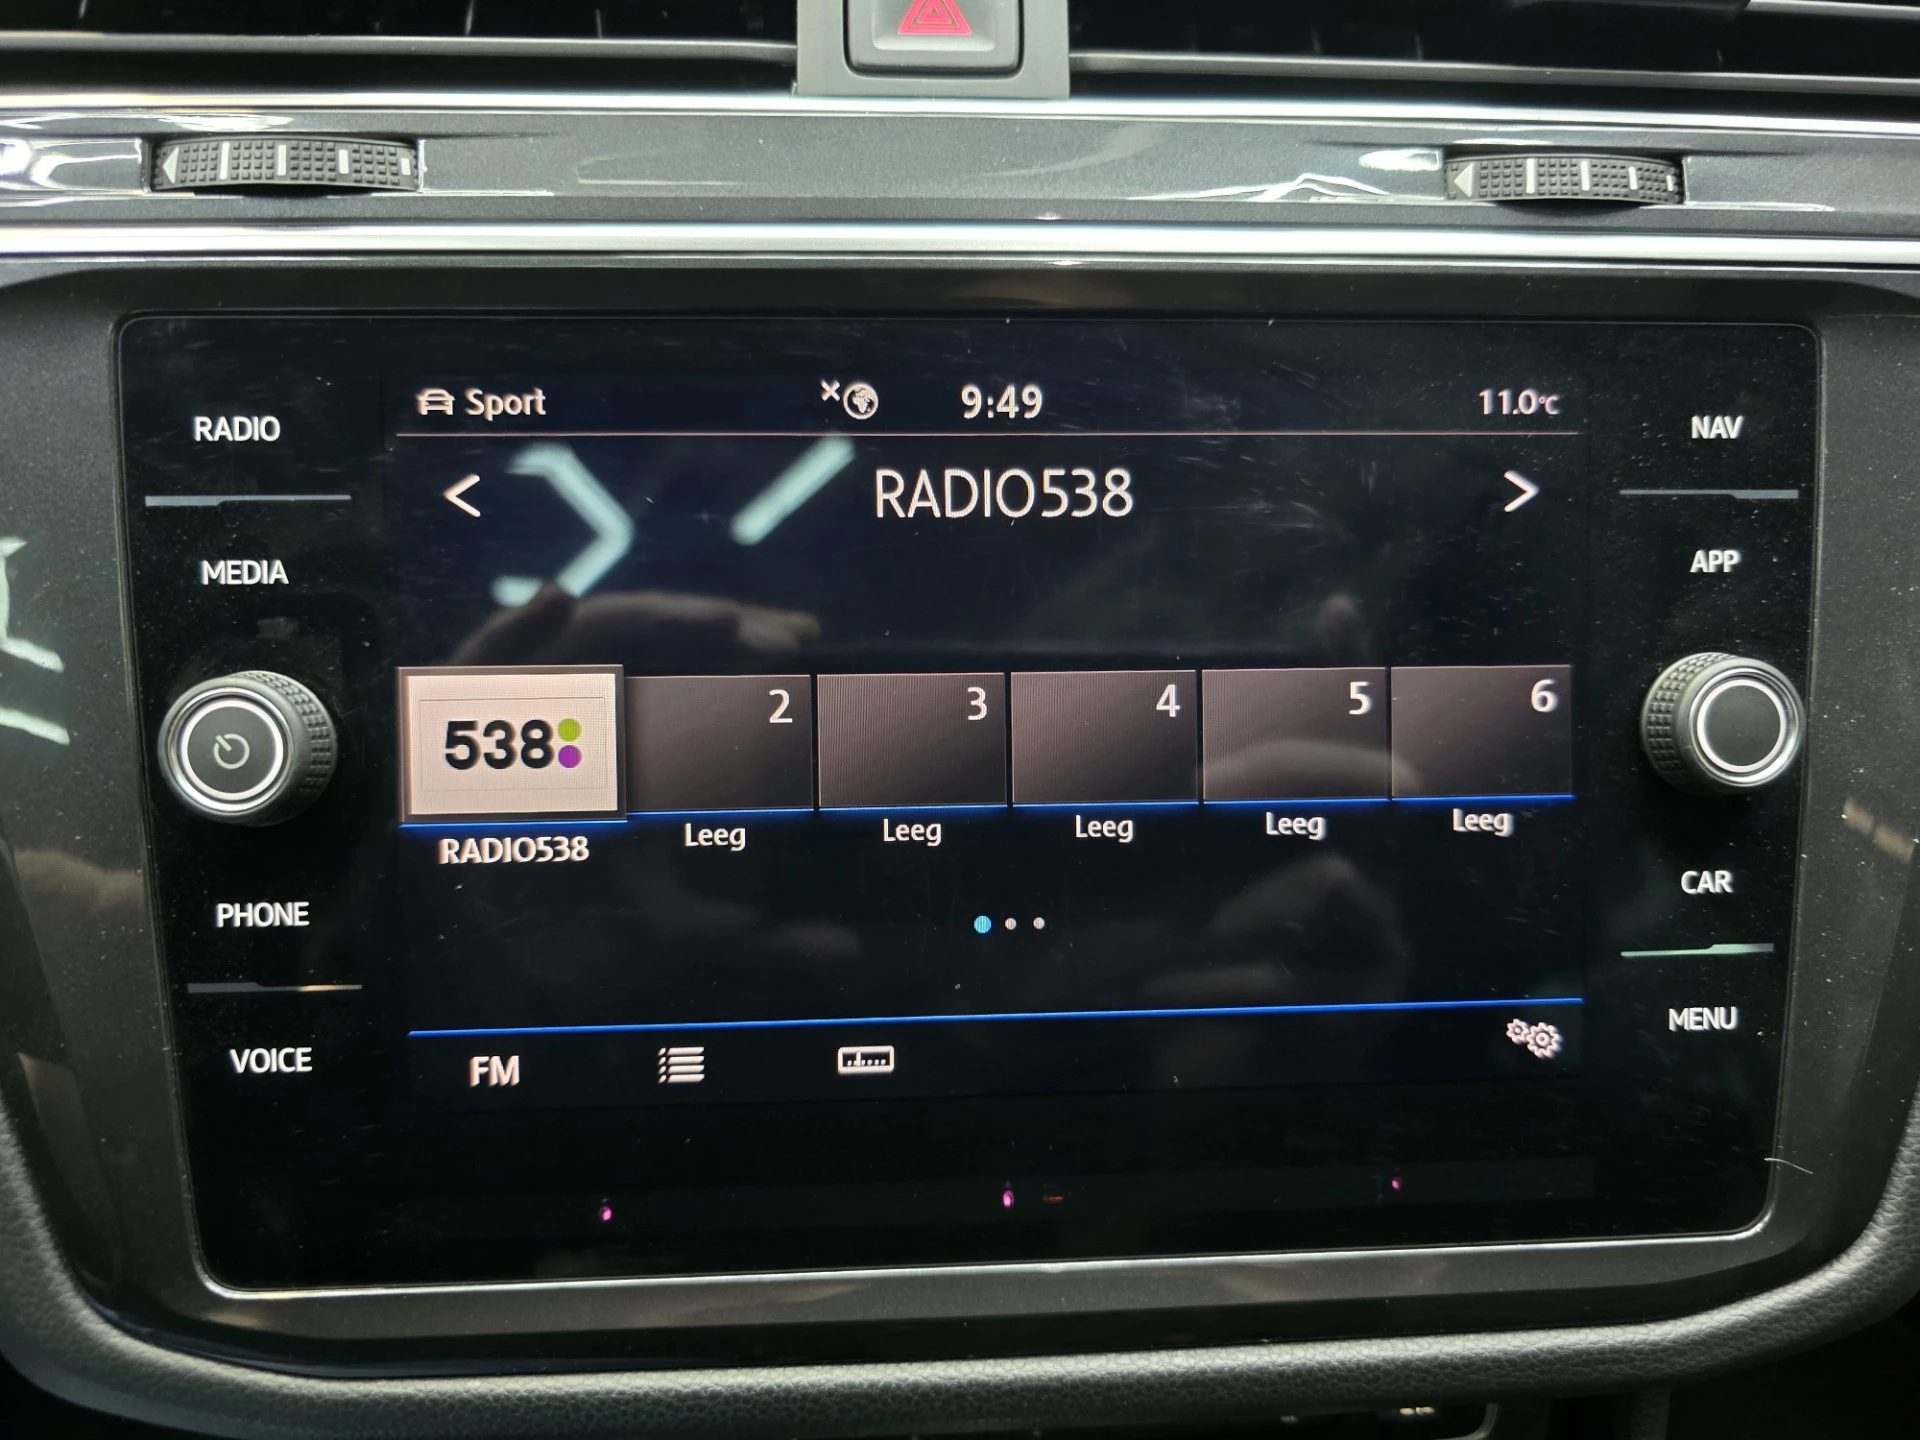 RADIO
MEDIA
PHONE
VOICE
Sport
9:49
11.0°C
< RADIO538 >
538
2
3
4
5
6
RADIO538
Leeg
Leeg
Leeg
Leeg
Leeg
FM
NAV
APP
CAR
MENU